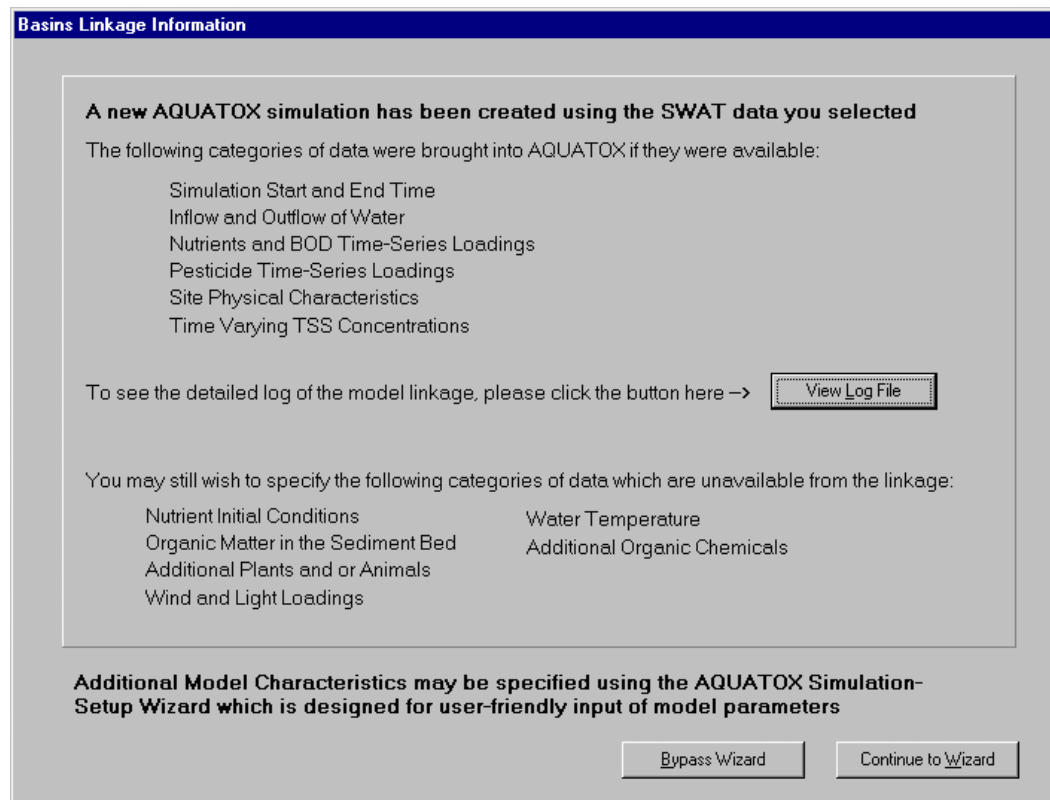 Basins Linkage Information
A new AQUATOX simulation has been created using the SWAT data you selected
The following categories of data were brought into AQUATOX if they were available:
Simulation Start and End Time
Inflow and Outflow of Water
Nutrients and BOD Time-Series Loadings
Pesticide Time-Series Loadings
Site Physical Characteristics
Time Varying TSS Concentrations
To see the detailed log of the model linkage, please click the button here -->
View Log File
You may still wish to specify the following categories of data which are unavailable from the linkage:
Nutrient Initial Conditions
Organic Matter in the Sediment Bed
Additional Plants and or Animals
Wind and Light Loadings
Water Temperature
Additional Organic Chemicals
Additional Model Characteristics may be specified using the AQUATOX Simulation-
Setup Wizard which is designed for user-friendly input of model parameters
Bypass Wizard
Continue to Wizard